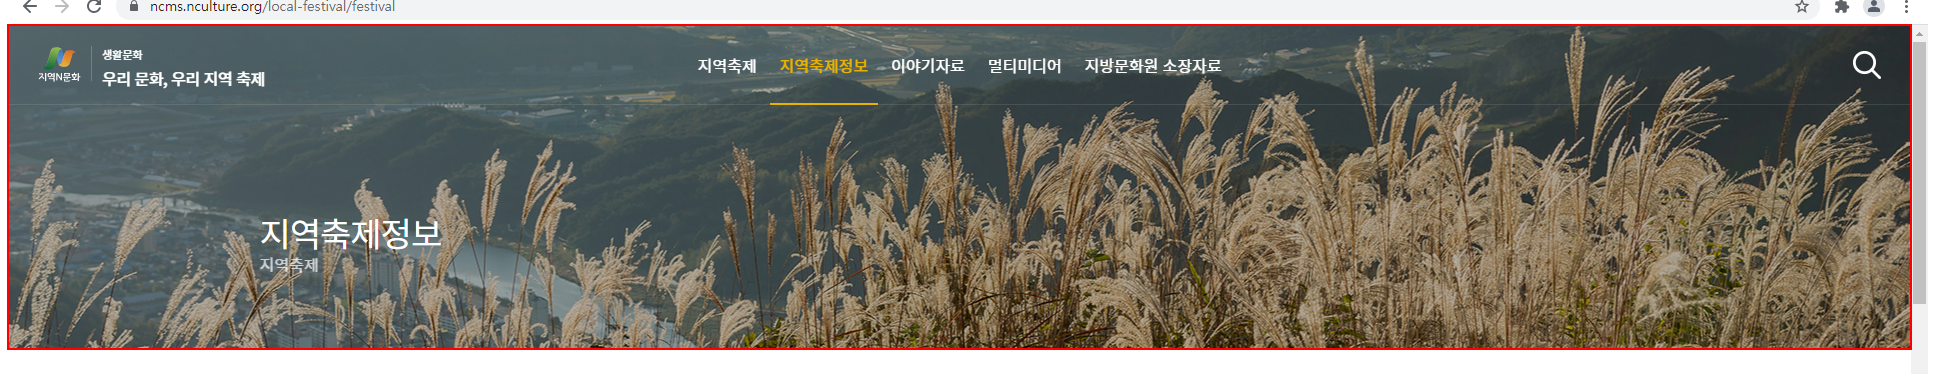 ncms.nculture.org/local-festival/festival
지역N문화
생활문화
우리 문화, 우리 지역 축제
지역축제 지역축제정보 이야기자료 멀티미디어 지방문화원 소장자료
지역축제정보
지역축제